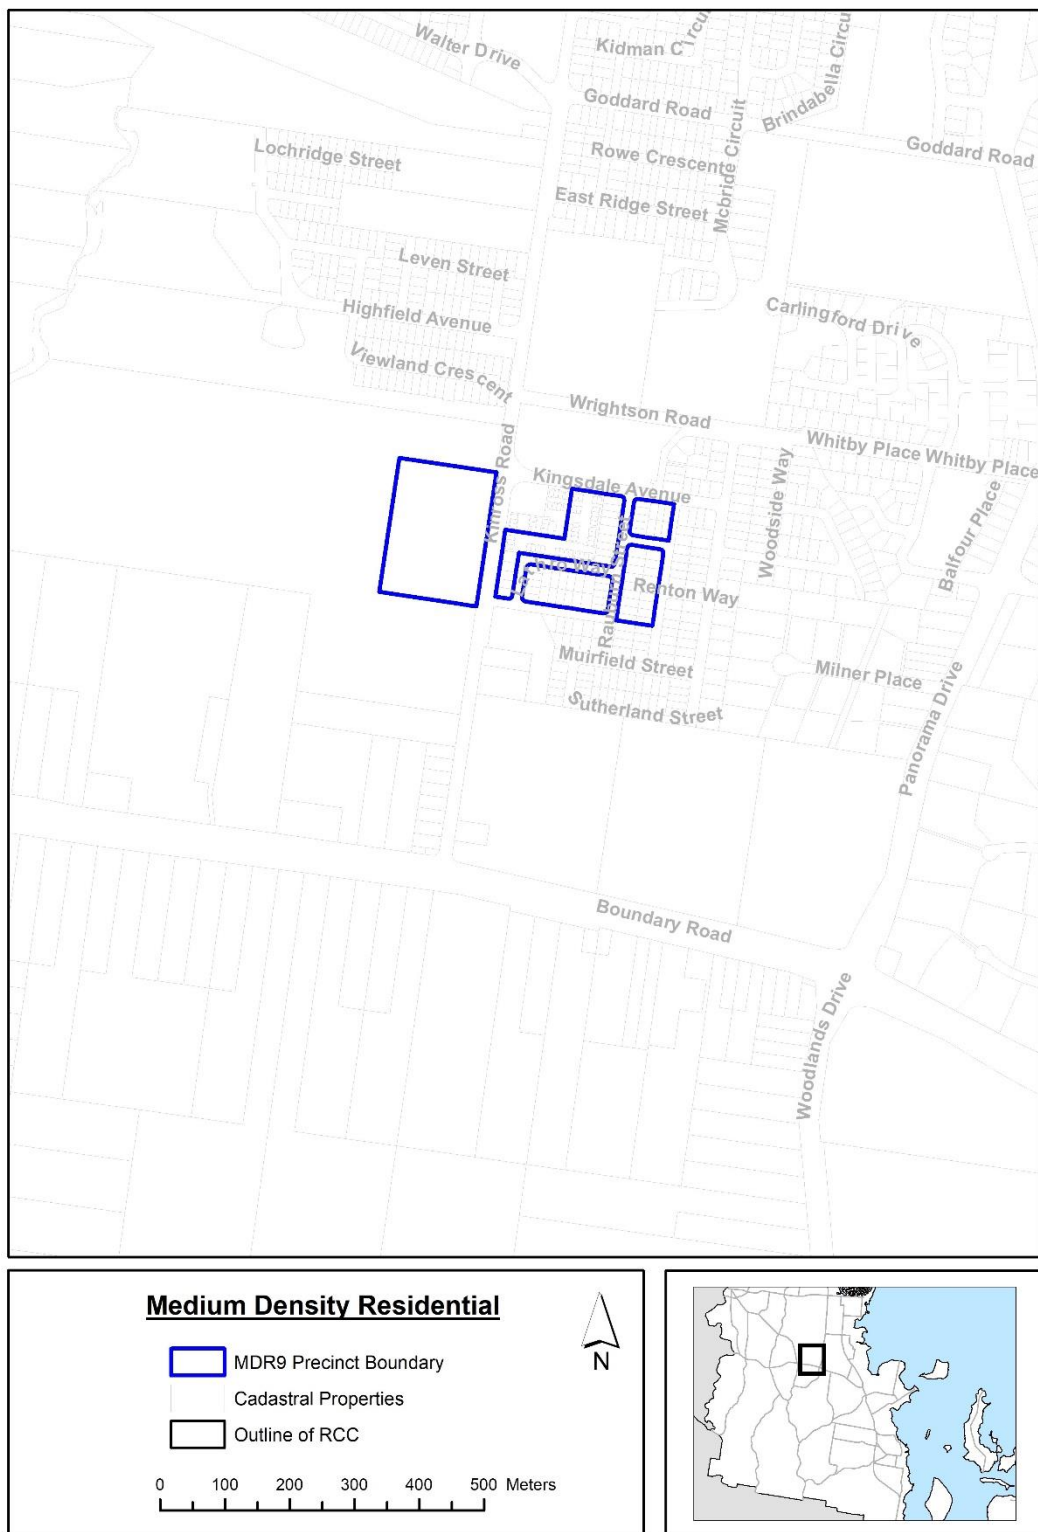 Walter Drive
Kidman Circuit
Brindabella Circuit
Goddard Road
Mcbride Circuit
Goddard Road
Lochridge Street
Rowe Crescent
East Ridge Street
Leven Street
Highfield Avenue
Carlingford Drive
Viewland Crescent
Wrightson Road
Whitby Place Whitby Place
Kinross Road
Kingsdale Avenue
Woodside Way
Balfour Place
Renton Way
Muirfield Street
Milner Place
Sutherland Street
Panorama Drive
Boundary Road
Woodlands Drive
Medium Density Residential
MDR9 Precinct Boundary
Cadastral Properties
Outline of RCC
N
0 100 200 300 400 500 Meters